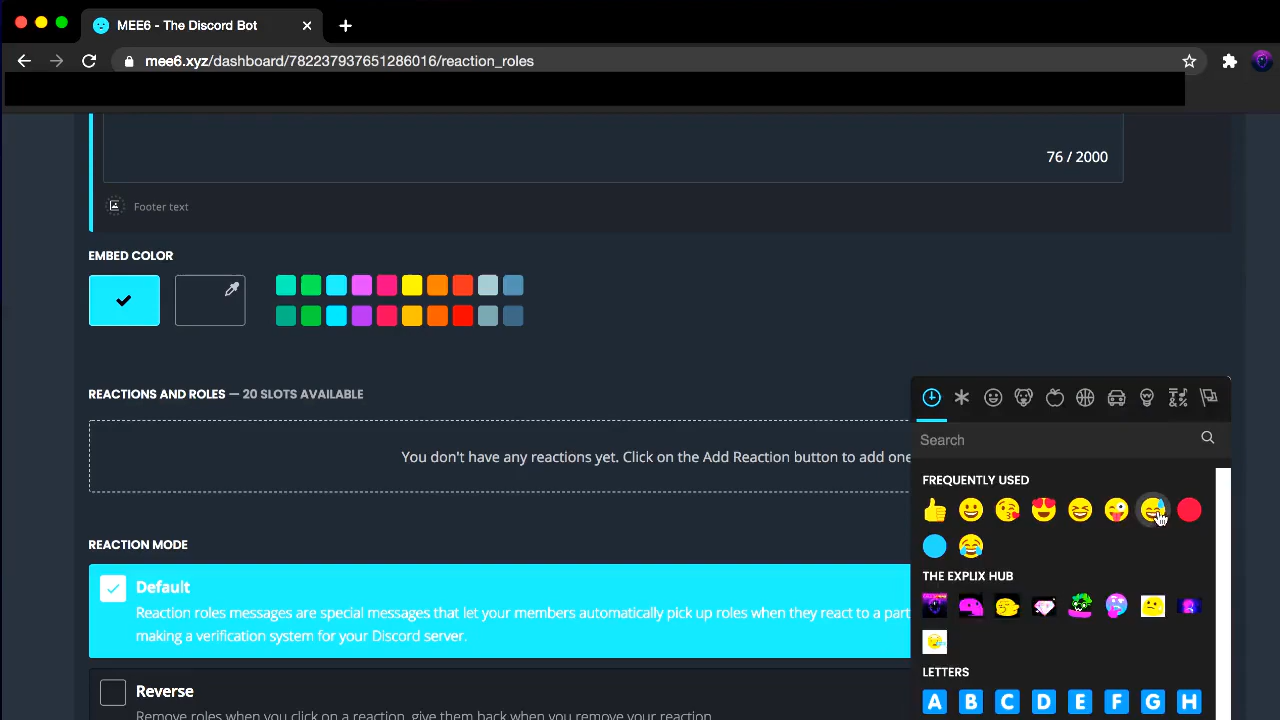 MEE6 - The Discord Bot
mee6.xyz/dashboard/782237937651286016/reaction_roles
76 / 2000
Footer text
EMBED COLOR
REACTIONS AND ROLES — 20 SLOTS AVAILABLE
You don't have any reactions yet. Click on the Add Reaction button to add one
Search
FREQUENTLY USED
THE EXPLIX HUB
LETTERS
A B C D E F G H
REACTION MODE
Default
Reaction roles messages are special messages that let your members automatically pick up roles when they react to a part
making a verification system for your Discord server.
Reverse
Remove roles when you click on a reaction, give them back when you remove your reaction